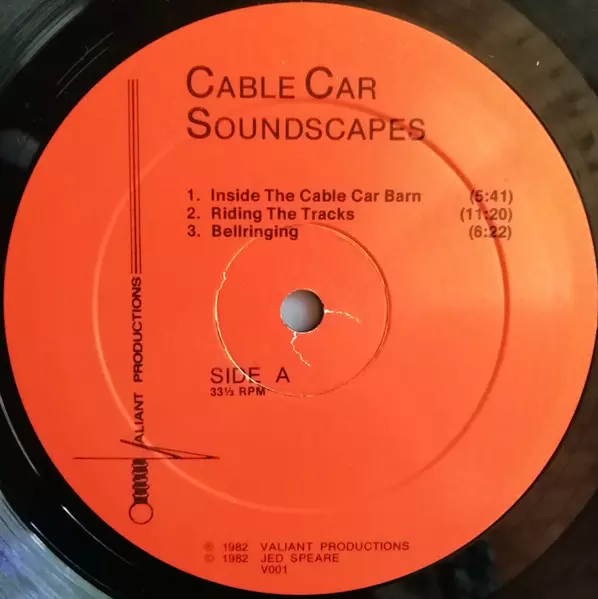 CABLE CAR
SOUNDSCAPES
1. Inside The Cable Car Barn (5:41)
2. Riding The Tracks (11:20)
3. Bellringing (6:22)
VALIANT PRODUCTIONS
SIDE A
33⅓ RPM
℗ 1982 VALIANT PRODUCTIONS
© 1982 JED SPEARE
V001